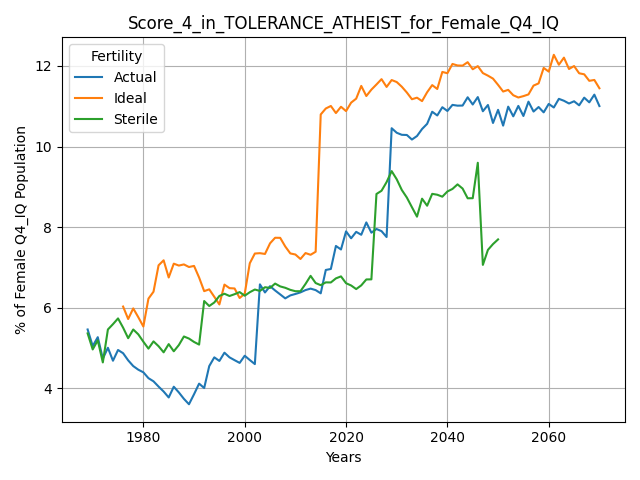 Score_4_in_TOLERANCE_ATHEIST_for_Female_Q4_IQ
Fertility
Actual
Ideal
Sterile
% of Female Q4_IQ Population
12
10
8
6
4
1980 2000 2020 2040 2060
Years